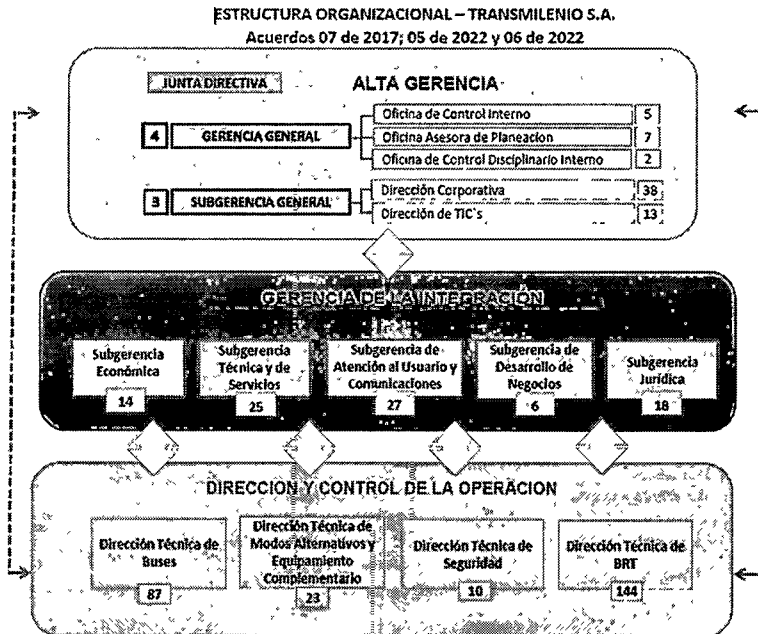 ESTRUCTURA ORGANIZACIONAL – TRANSMILENIO S.A.
Acuerdos 07 de 2017; 05 de 2022 y 06 de 2022
JUNTA DIRECTIVA
ALTA GERENCIA
4
GERENCIA GENERAL
Oficina de Control Interno
5
Oficina Asesora de Planeacion
7
Oficina de Control Disciplinario Interno
2
3
SUBGERENCIA GENERAL
Dirección Corporativa
38
Dirección de TIC`s
13
GERENCIA DE LA INTEGRACIÓN
Subgerencia
Económica
14
Subgerencia
Técnica y de
Servicios
25
Subgerencia de
Atención al Usuario y
Comunicaciones
27
Subgerencia de
Desarrollo de
Negocios
6
Subgerencia
Jurídica
18
DIRECCIÓN Y CONTROL DE LA OPERACION
Dirección Técnica de
Buses
87
Dirección Técnica de
Modos Alternativos y
Equipamiento
Complementario
23
Dirección Técnica de
Seguridad
10
Dirección Técnica de
BRT
144